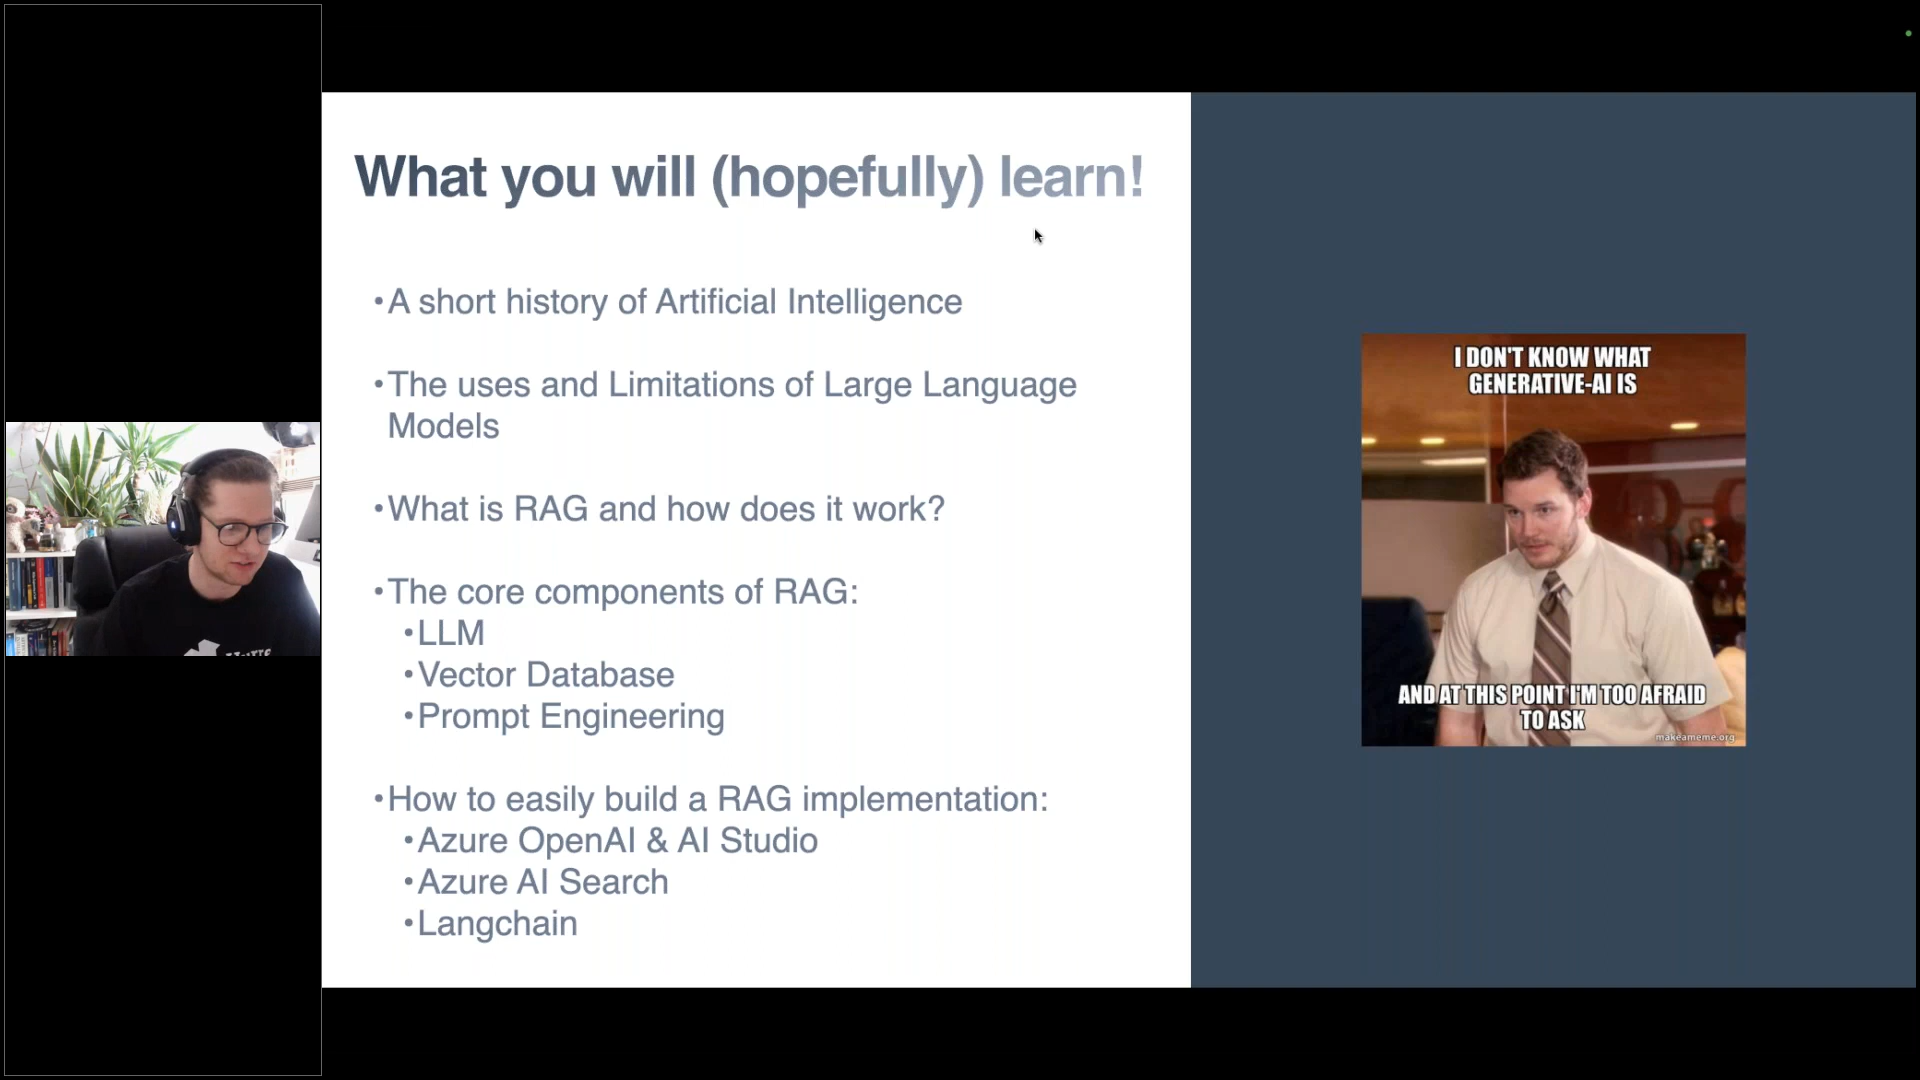 What you will (hopefully) learn!
•A short history of Artificial Intelligence
•The uses and Limitations of Large Language
Models
•What is RAG and how does it work?
•The core components of RAG:
•LLM
•Vector Database
•Prompt Engineering
•How to easily build a RAG implementation:
•Azure OpenAI & AI Studio
•Azure AI Search
•Langchain
I DON'T KNOW WHAT
GENERATIVE-AI IS
AND AT THIS POINT I'M TOO AFRAID
TO ASK
makeameme.org